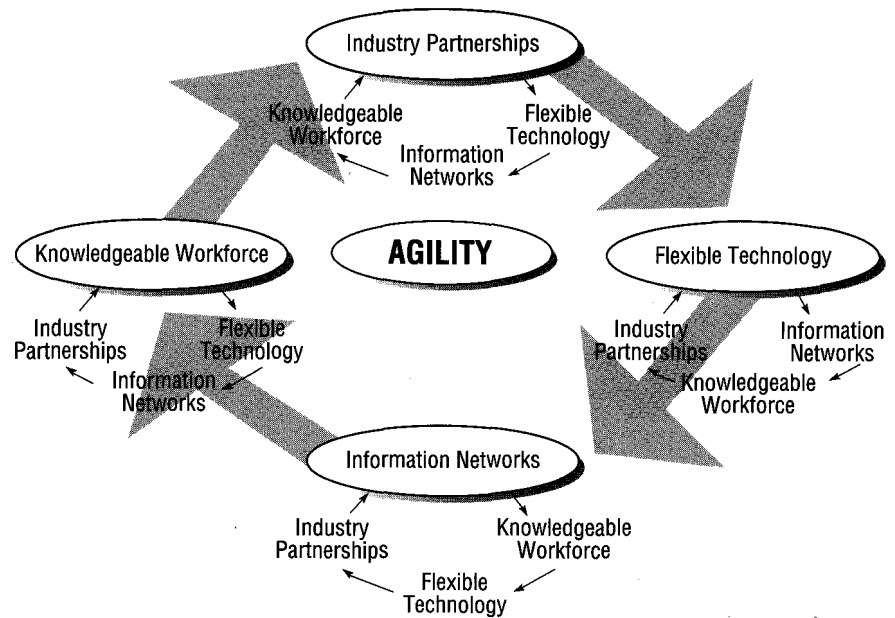 Industry Partnerships
Knowledgeable
Workforce
Flexible
Technology
Information
Networks
Knowledgeable Workforce
AGILITY
Flexible Technology
Industry
Partnerships
Flexible
Technology
Information
Networks
Industry
Partnerships
Information
Networks
Knowledgeable
Workforce
Information Networks
Industry
Partnerships
Knowledgeable
Workforce
Flexible
Technology